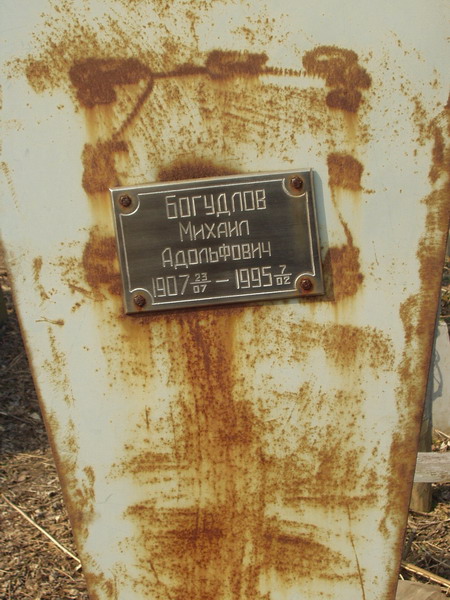 БОГУДЛОВ
МИХАИЛ
АДОЛЬФОВИЧ
1907 23/07 — 1995 7/02